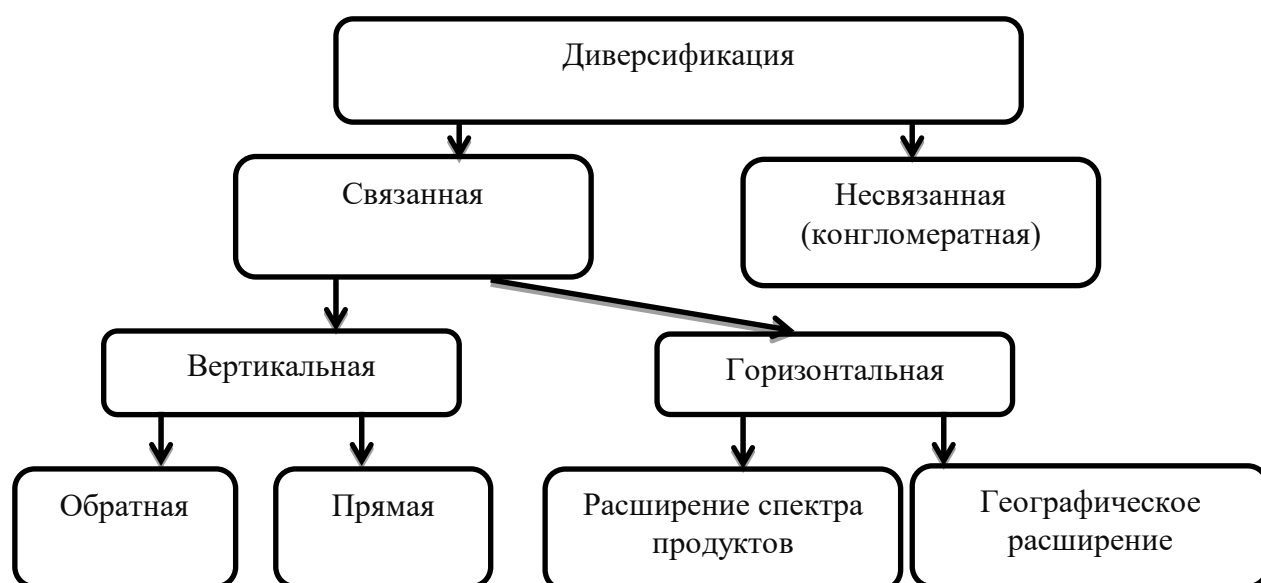 Диверсификация
Связанная
Несвязанная
(конгломератная)
Вертикальная
Горизонтальная
Обратная
Прямая
Расширение спектра
продуктов
Географическое
расширение